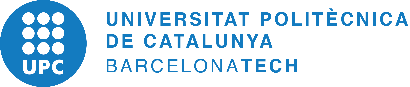 UPC
UNIVERSITAT POLITÈCNICA
DE CATALUNYA
BARCELONATECH